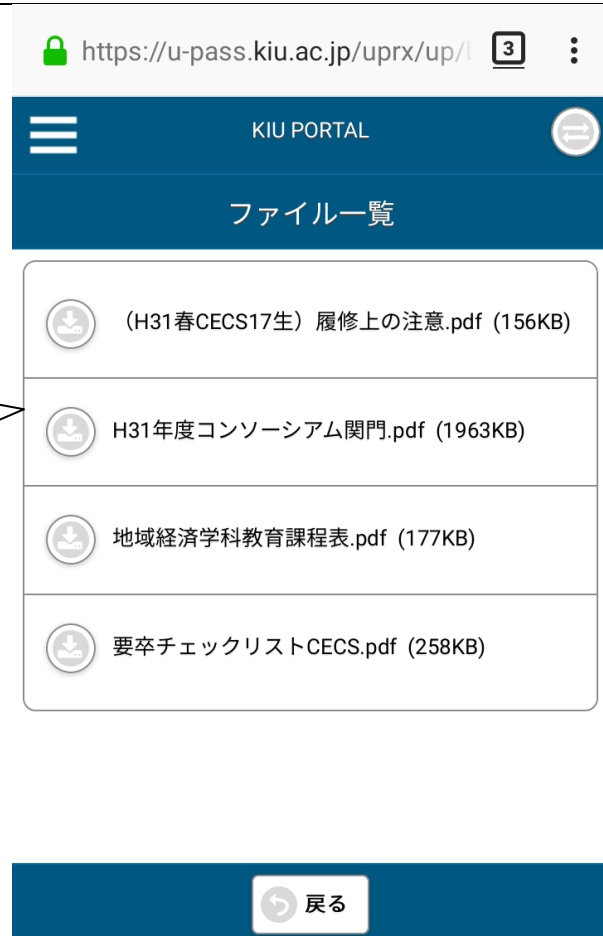 https://u-pass.kiu.ac.jp/uprx/up/
3
KIU PORTAL
ファイル一覧
（H31春CECS17生）履修上の注意.pdf (156KB)
H31年度コンソーシアム関門.pdf (1963KB)
地域経済学科教育課程表.pdf (177KB)
要卒チェックリストCECS.pdf (258KB)
戻る